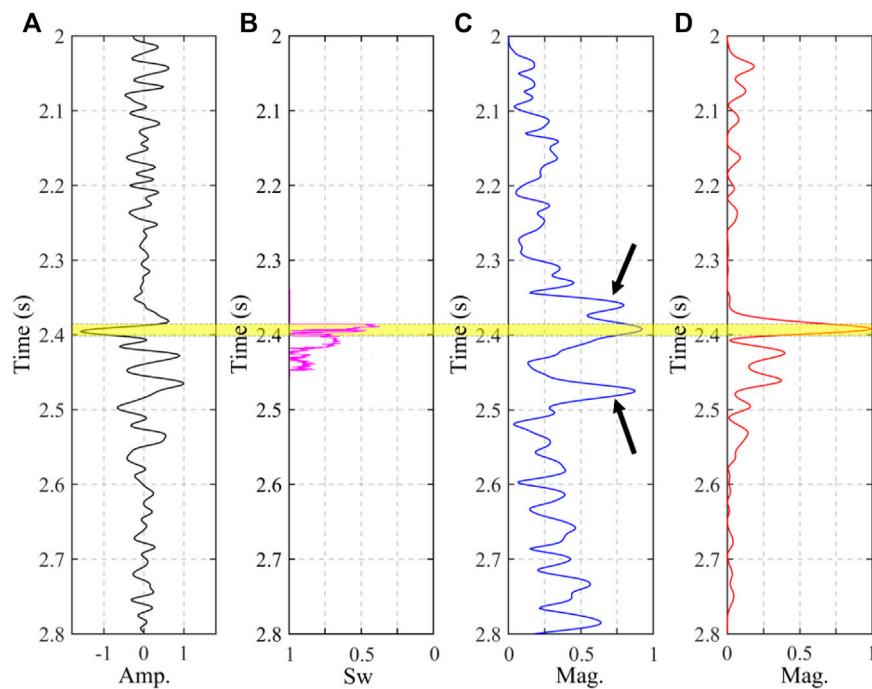 A B C D
2 2 2 2
2.1 2.1 2.1 2.1
2.2 2.2 2.2 2.2
2.3 2.3 2.3 2.3
Time (s) Time (s) Time (s) Time (s)
2.4 2.4 2.4 2.4
2.5 2.5 2.5 2.5
2.6 2.6 2.6 2.6
2.7 2.7 2.7 2.7
2.8 2.8 2.8 2.8
-1 0 1 1 0.5 0 0 0.5 1 0 0.5 1
Amp. Sw Mag. Mag.